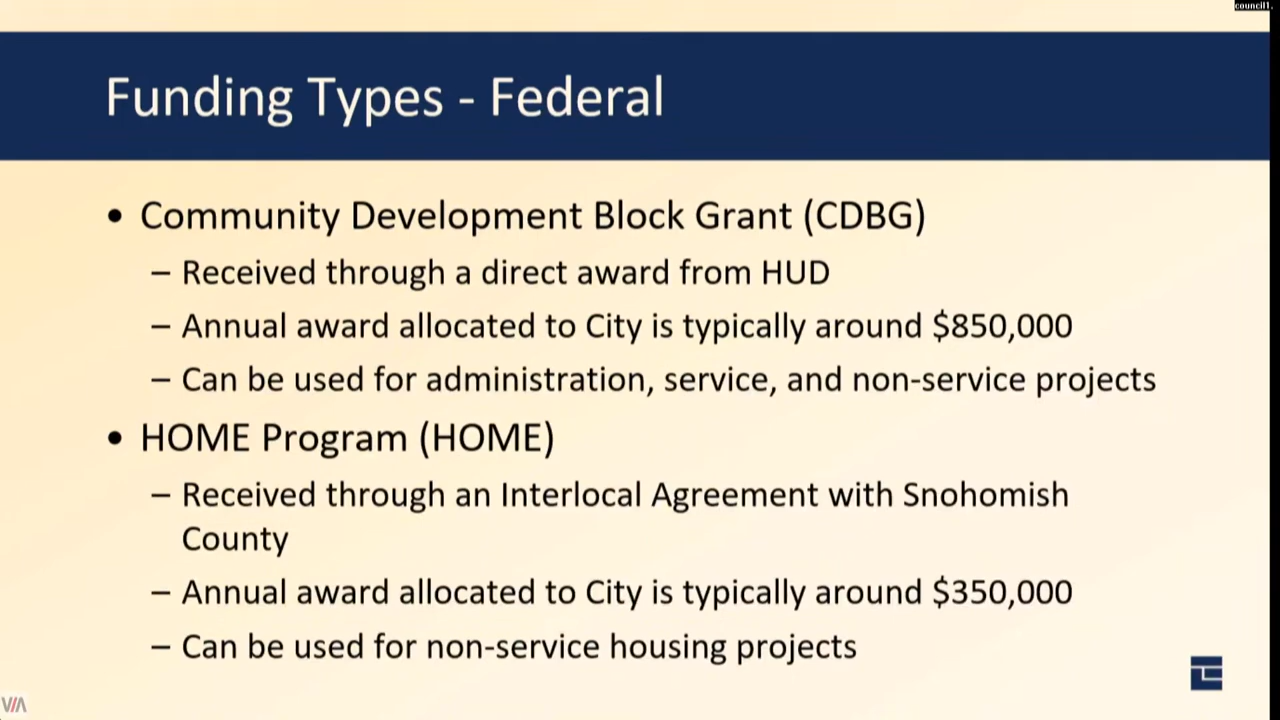 council1.
Funding Types - Federal
• Community Development Block Grant (CDBG)
– Received through a direct award from HUD
– Annual award allocated to City is typically around $850,000
– Can be used for administration, service, and non-service projects
• HOME Program (HOME)
– Received through an Interlocal Agreement with Snohomish
County
– Annual award allocated to City is typically around $350,000
– Can be used for non-service housing projects
VIA